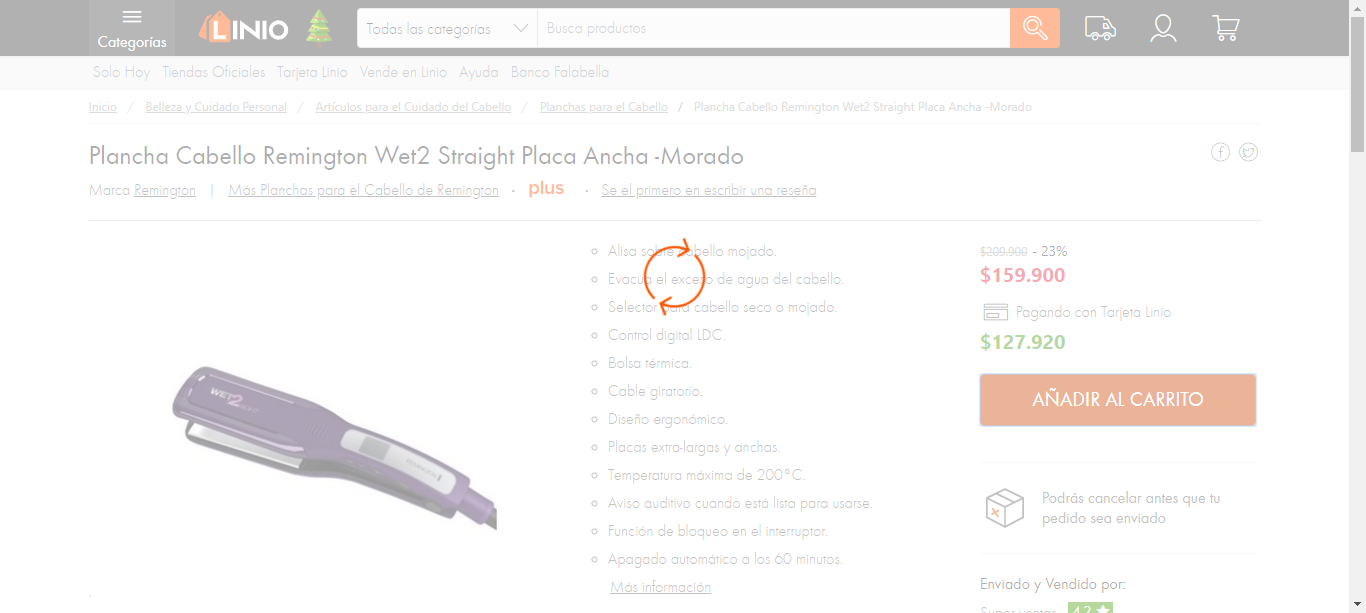 Categorías
LINIO
Todas las categorías
Busca productos
Solo Hoy Tiendas Oficiales Tarjeta Linio Vende en Linio Ayuda Banco Falabella
Inicio / Belleza y Cuidado Personal / Artículos para el Cuidado del Cabello / Planchas para el Cabello / Plancha Cabello Remington Wet2 Straight Placa Ancha -Morado
Plancha Cabello Remington Wet2 Straight Placa Ancha -Morado
Marca Remington | Más Planchas para el Cabello de Remington · plus · Se el primero en escribir una reseña
Alisa sobre cabello mojado.
Evacua el exceso de agua del cabello.
Selector para cabello seco o mojado.
Control digital LDC.
Bolsa térmica.
Cable giratorio.
Diseño ergonómico.
Placas extra-largas y anchas.
Temperatura máxima de 200°C.
Aviso auditivo cuando está lista para usarse.
Función de bloqueo en el interruptor.
Apagado automático a los 60 minutos.
Más información
WET2
REMINGTON
$209.900 - 23%
$159.900
Pagando con Tarjeta Linio
$127.920
AÑADIR AL CARRITO
Podrás cancelar antes que tu
pedido sea enviado
Enviado y Vendido por:
Super ventas 4.2